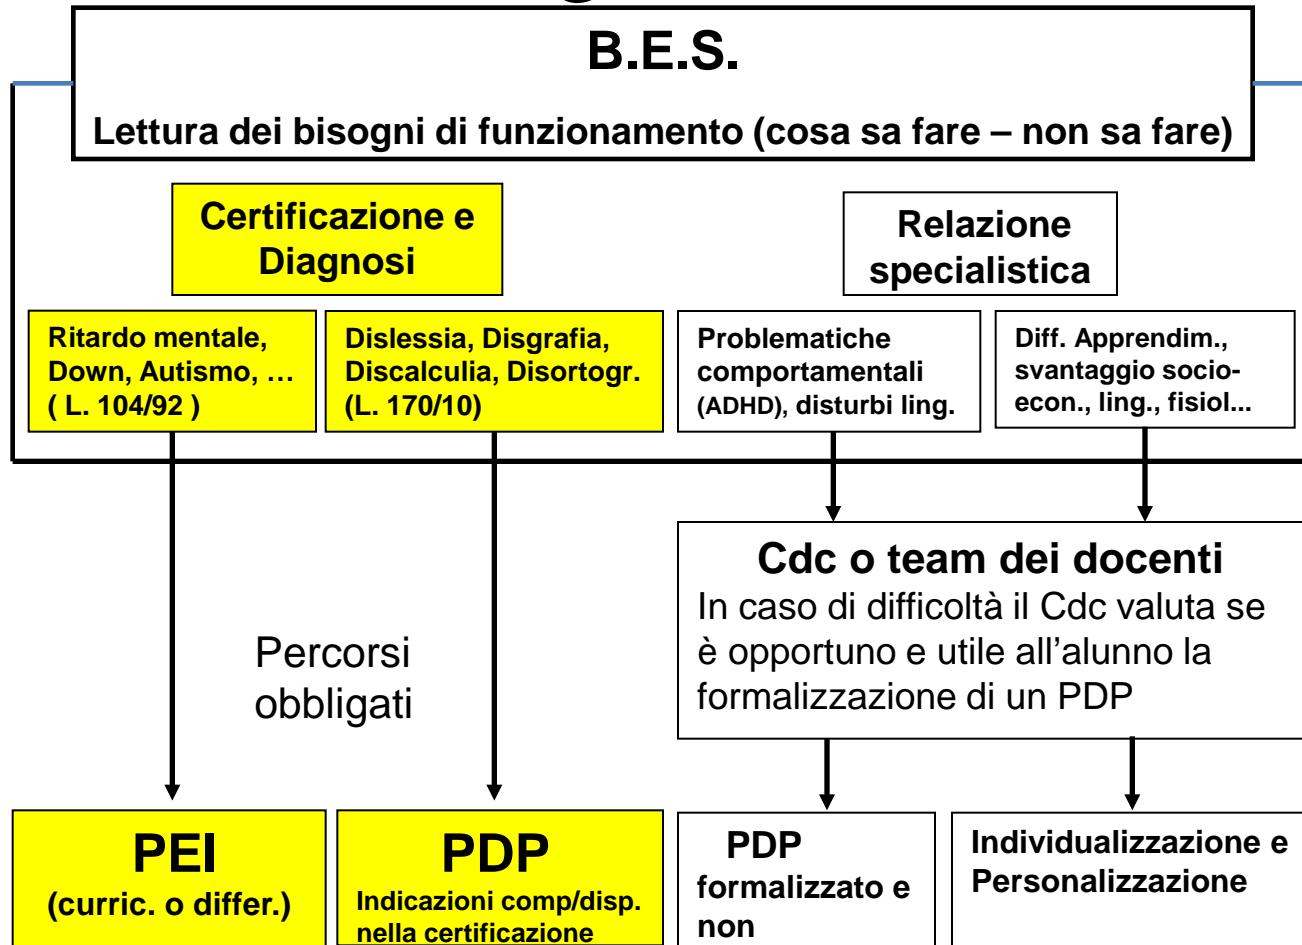 B.E.S.
Lettura dei bisogni di funzionamento (cosa sa fare – non sa fare)
Certificazione e
Diagnosi
Relazione
specialistica
Ritardo mentale,
Down, Autismo, …
( L. 104/92 )
Dislessia, Disgrafia,
Discalculia, Disortogr.
(L. 170/10)
Problematiche
comportamentali
(ADHD), disturbi ling.
Diff. Apprendim.,
svantaggio socio-
econ., ling., fisiol...
Percorsi
obbligati
Cdc o team dei docenti
In caso di difficoltà il Cdc valuta se
è opportuno e utile all’alunno la
formalizzazione di un PDP
PEI
(curric. o differ.)
PDP
Indicazioni comp/disp.
nella certificazione
PDP
formalizzato e
non
Individualizzazione e
Personalizzazione